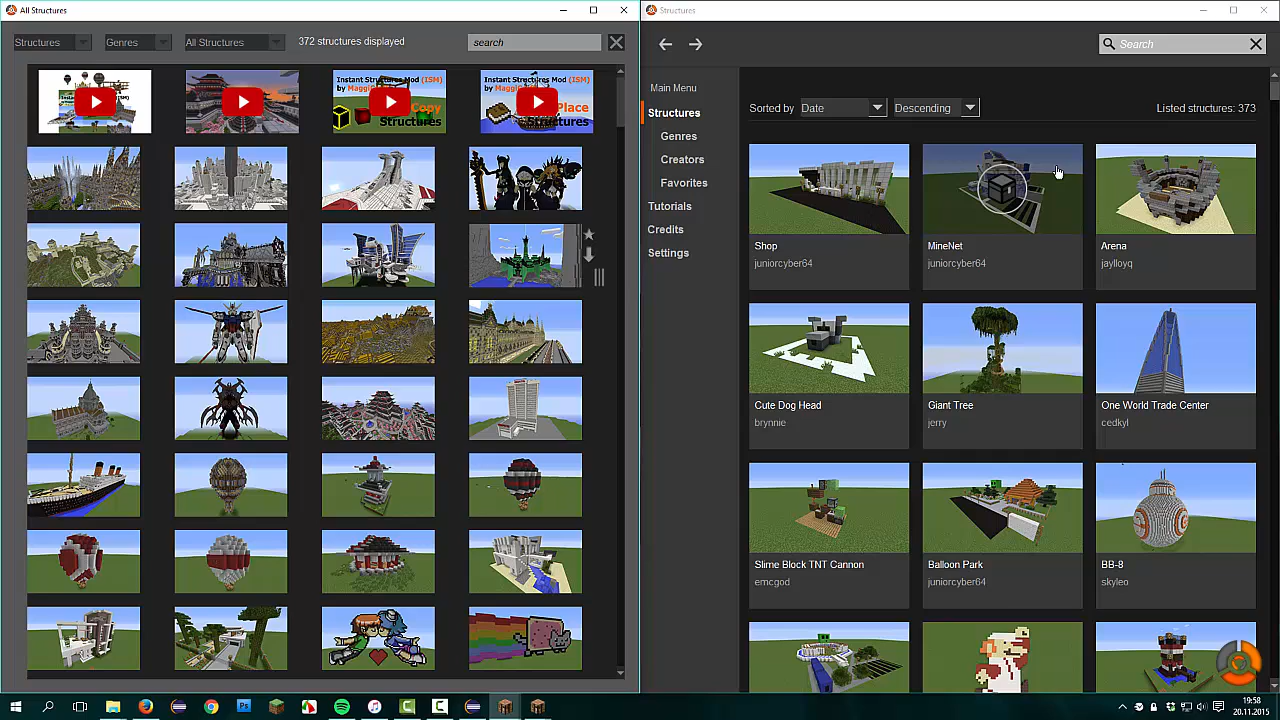 All Structures
Structures
Genres
All Structures
372 structures displayed
search
Instant Structures Mod (ISM)
Copy
Structures
Instant Structures Mod (ISM)
Place
Structures
Structures
Search
Main Menu
Structures
Genres
Creators
Favorites
Tutorials
Credits
Settings
Sorted by
Date
Descending
Listed structures: 373
Shop
juniorcyber64
MineNet
juniorcyber64
Arena
jaylloyq
Cute Dog Head
brynnie
Giant Tree
jerry
One World Trade Center
cedkyl
Slime Block TNT Cannon
emcgod
Balloon Park
juniorcyber64
BB-8
skyleo
19:58
20.11.2015